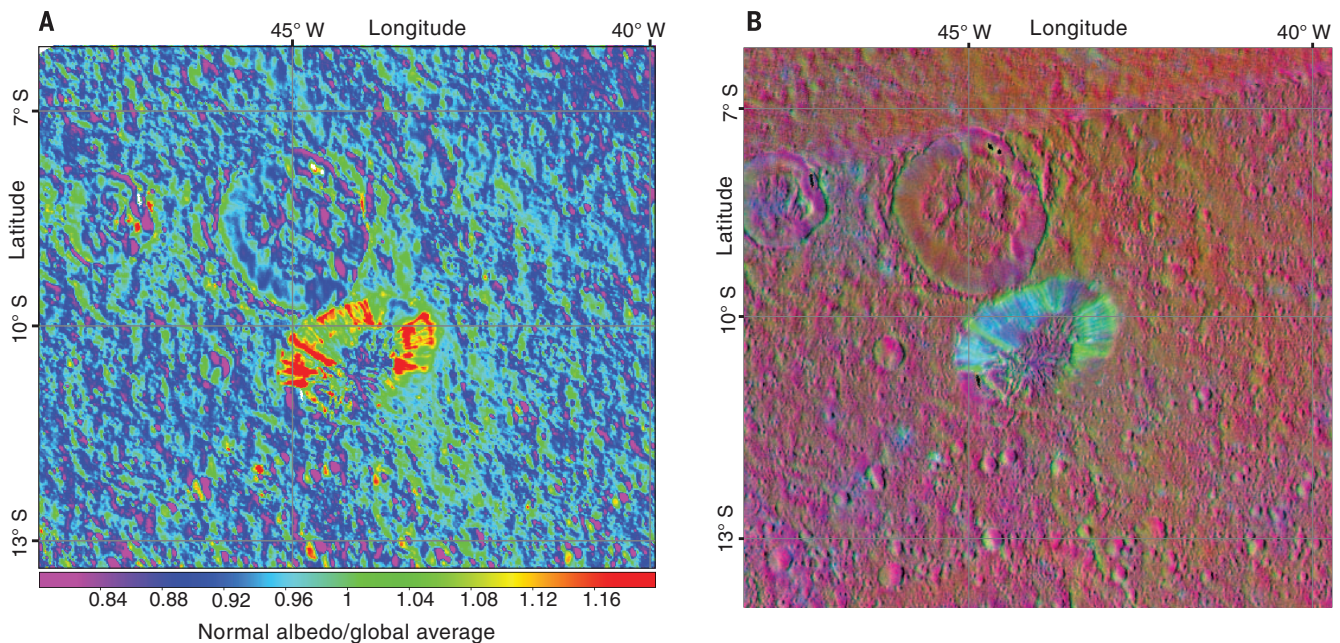 A
45° W
Longitude
40° W
7° S
Latitude
10° S
13° S
0.84 0.88 0.92 0.96 1 1.04 1.08 1.12 1.16
Normal albedo/global average
B
45° W
Longitude
40° W
7° S
Latitude
10° S
13° S